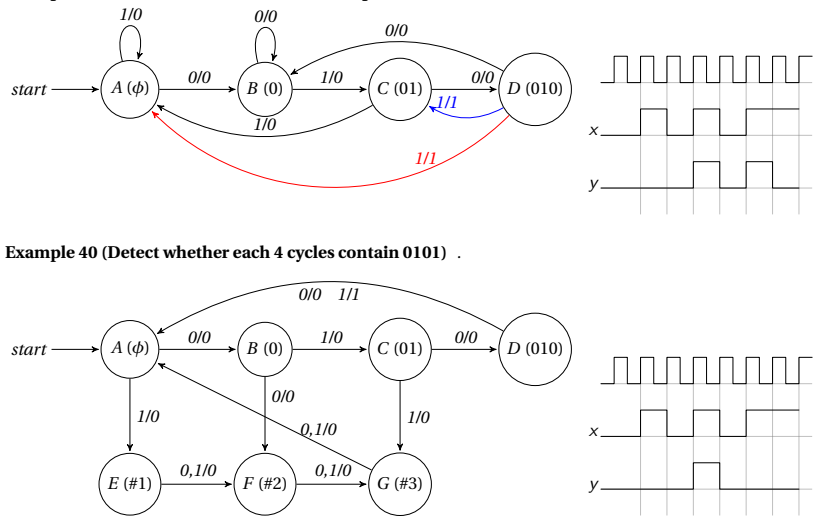 1/0 0/0 0/0
start A (ϕ) 0/0 B (0) 1/0 C (01) 0/0 D (010)
1/1
1/0
1/1
x
y
Example 40 (Detect whether each 4 cycles contain 0101) .
0/0 1/1
start A (ϕ) 0/0 B (0) 1/0 C (01) 0/0 D (010)
1/0 0/0 0,1/0 1/0
E (#1) 0,1/0 F (#2) 0,1/0 G (#3)
x
y